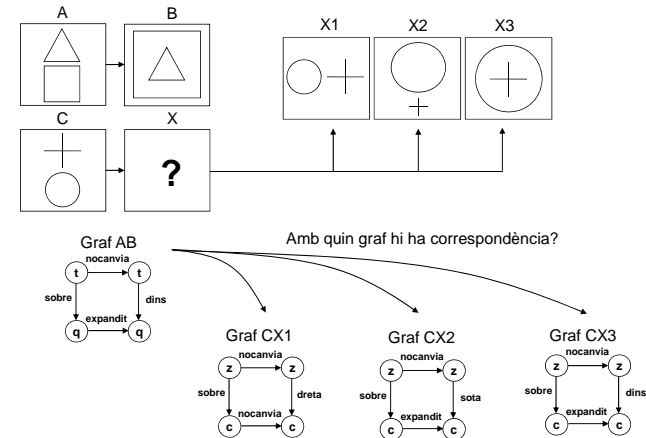 A
B
X1
X2
X3
C
X
?
Amb quin graf hi ha correspondència?
Graf AB
nocanvia
t
t
sobre
dins
expandit
q
q
Graf CX1
nocanvia
z
z
sobre
dreta
nocanvia
c
c
Graf CX2
nocanvia
z
z
sobre
sota
expandit
c
c
Graf CX3
nocanvia
z
z
sobre
dins
expandit
c
c